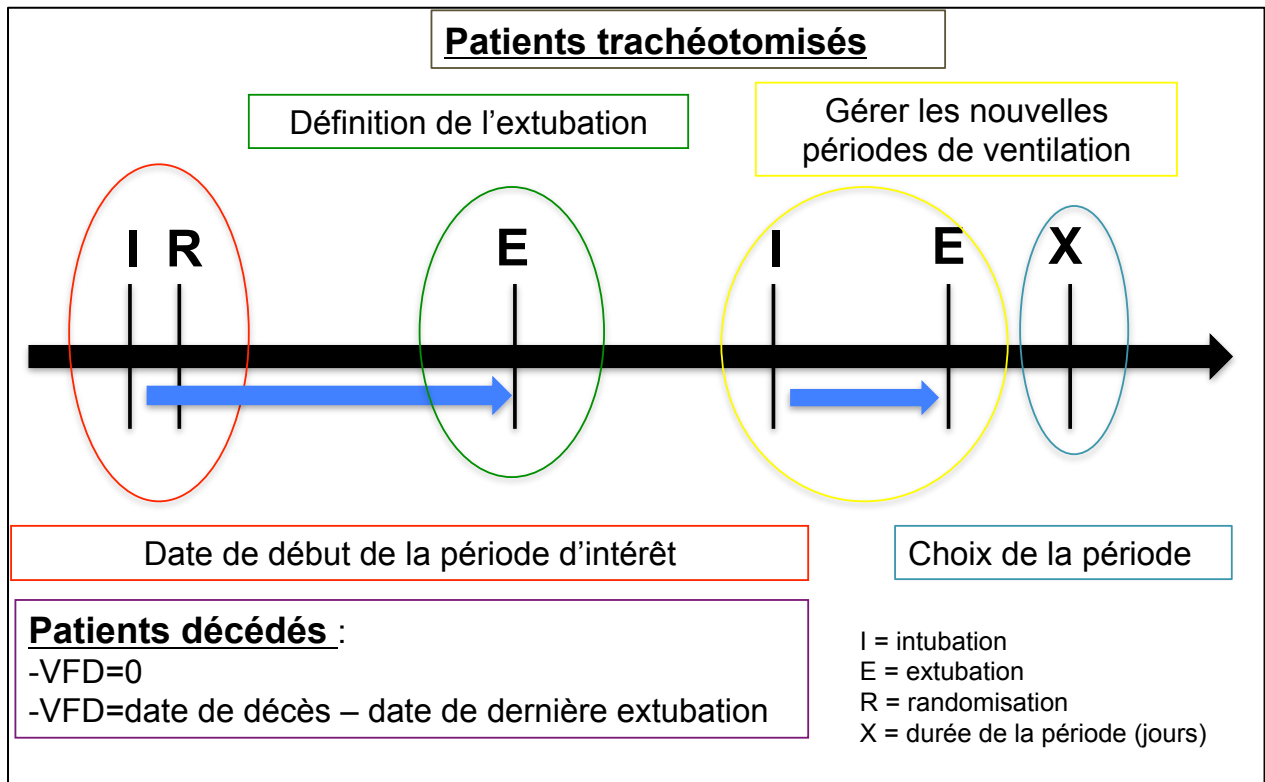 Patients trachéotomisés
Définition de l'extubation
Gérer les nouvelles
périodes de ventilation
I R E I E X
Date de début de la période d'intérêt
Choix de la période
Patients décédés :
-VFD=0
-VFD=date de décès – date de dernière extubation
I = intubation
E = extubation
R = randomisation
X = durée de la période (jours)